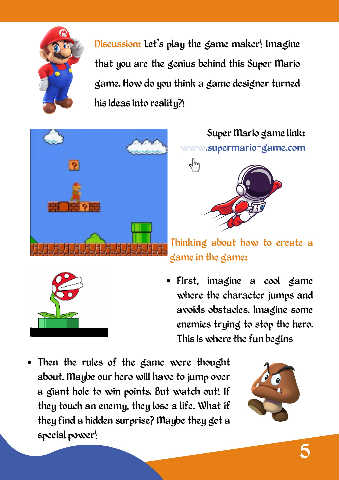 Discussion: Let's play the game maker! Imagine
that you are the genius behind this Super Mario
game. How do you think a game designer turned
his ideas into reality?!
Super Mario game link:
www.supermario-game.com
?
?
Thinking about how to create a
game in the game:
• First, imagine a cool game
where the character jumps and
avoids obstacles. Imagine some
enemies trying to stop the hero.
This is where the fun begins
• Then the rules of the game were thought
about. Maybe our hero will have to jump over
a giant hole to win points. But watch out! If
they touch an enemy, they lose a life. What if
they find a hidden surprise? Maybe they get a
special power!
5